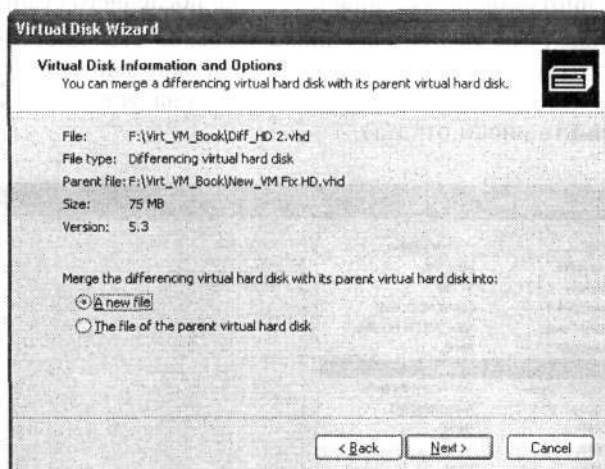 Virtual Disk Wizard
Virtual Disk Information and Options
You can merge a differencing virtual hard disk with its parent virtual hard disk.
File: F:\Virt_VM_Book\Diff_HD 2.vhd
File type: Differencing virtual hard disk
Parent file: F:\Virt_VM_Book\New_VM Fix HD.vhd
Size: 75 MB
Version: 5.3
Merge the differencing virtual hard disk with its parent virtual hard disk into:
A new file
The file of the parent virtual hard disk
< Back Next > Cancel